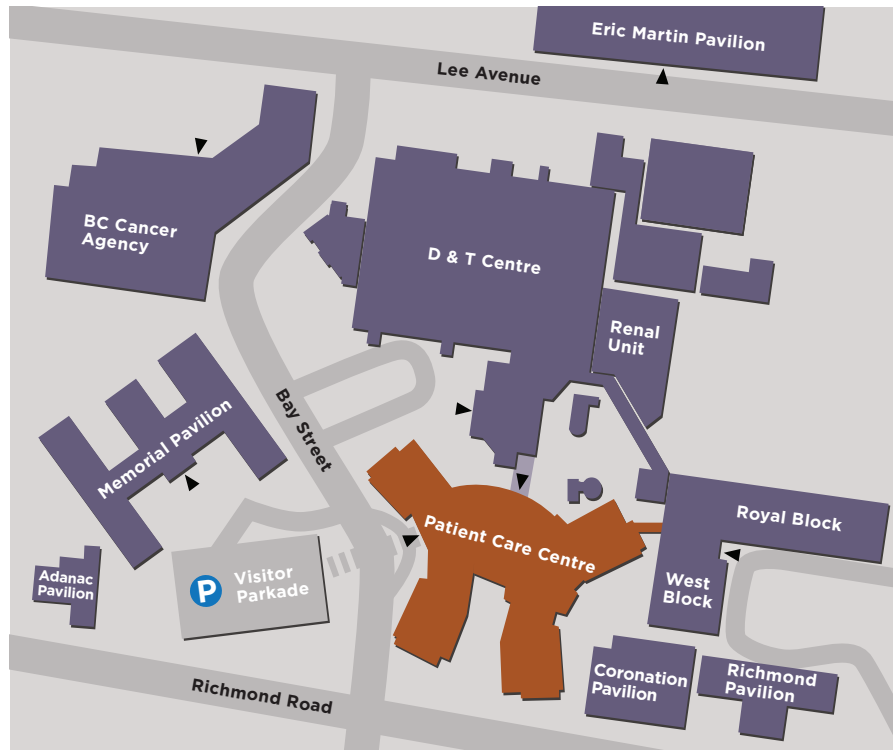 Eric Martin Pavilion
Lee Avenue
BC Cancer
Agency
D & T Centre
Renal
Unit
Memorial Pavilion
Bay Street
Royal Block
Patient Care Centre
Adanac
Pavilion
P
Visitor
Parkade
West
Block
Coronation
Pavilion
Richmond
Pavilion
Richmond Road